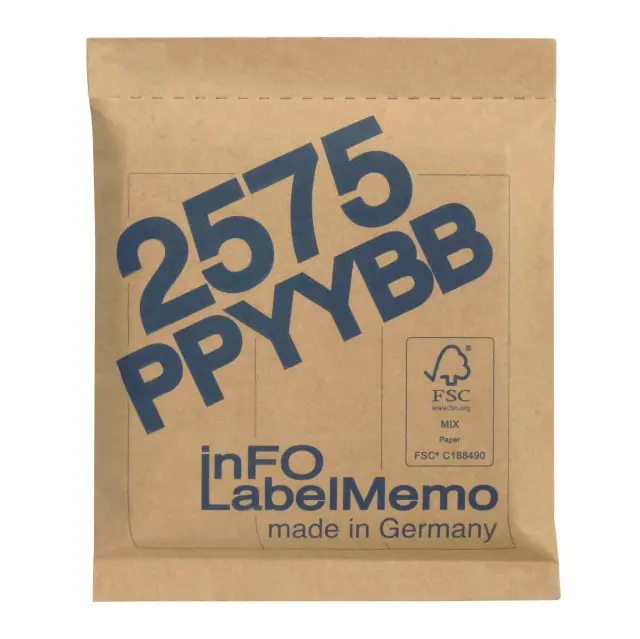 2575
PPYYBB
FSC
www.fsc.org
MIX
Paper
FSC® C188490
inFO
LabelMemo
made in Germany